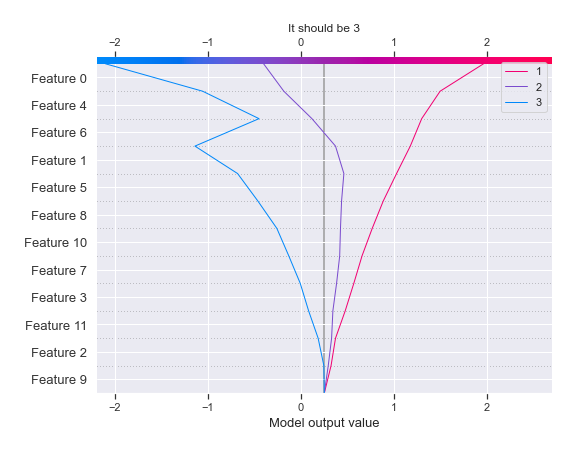 It should be 3
−2 −1 0 1 2
1
2
3
Feature 0
Feature 4
Feature 6
Feature 1
Feature 5
Feature 8
Feature 10
Feature 7
Feature 3
Feature 11
Feature 2
Feature 9
−2 −1 0 1 2
Model output value